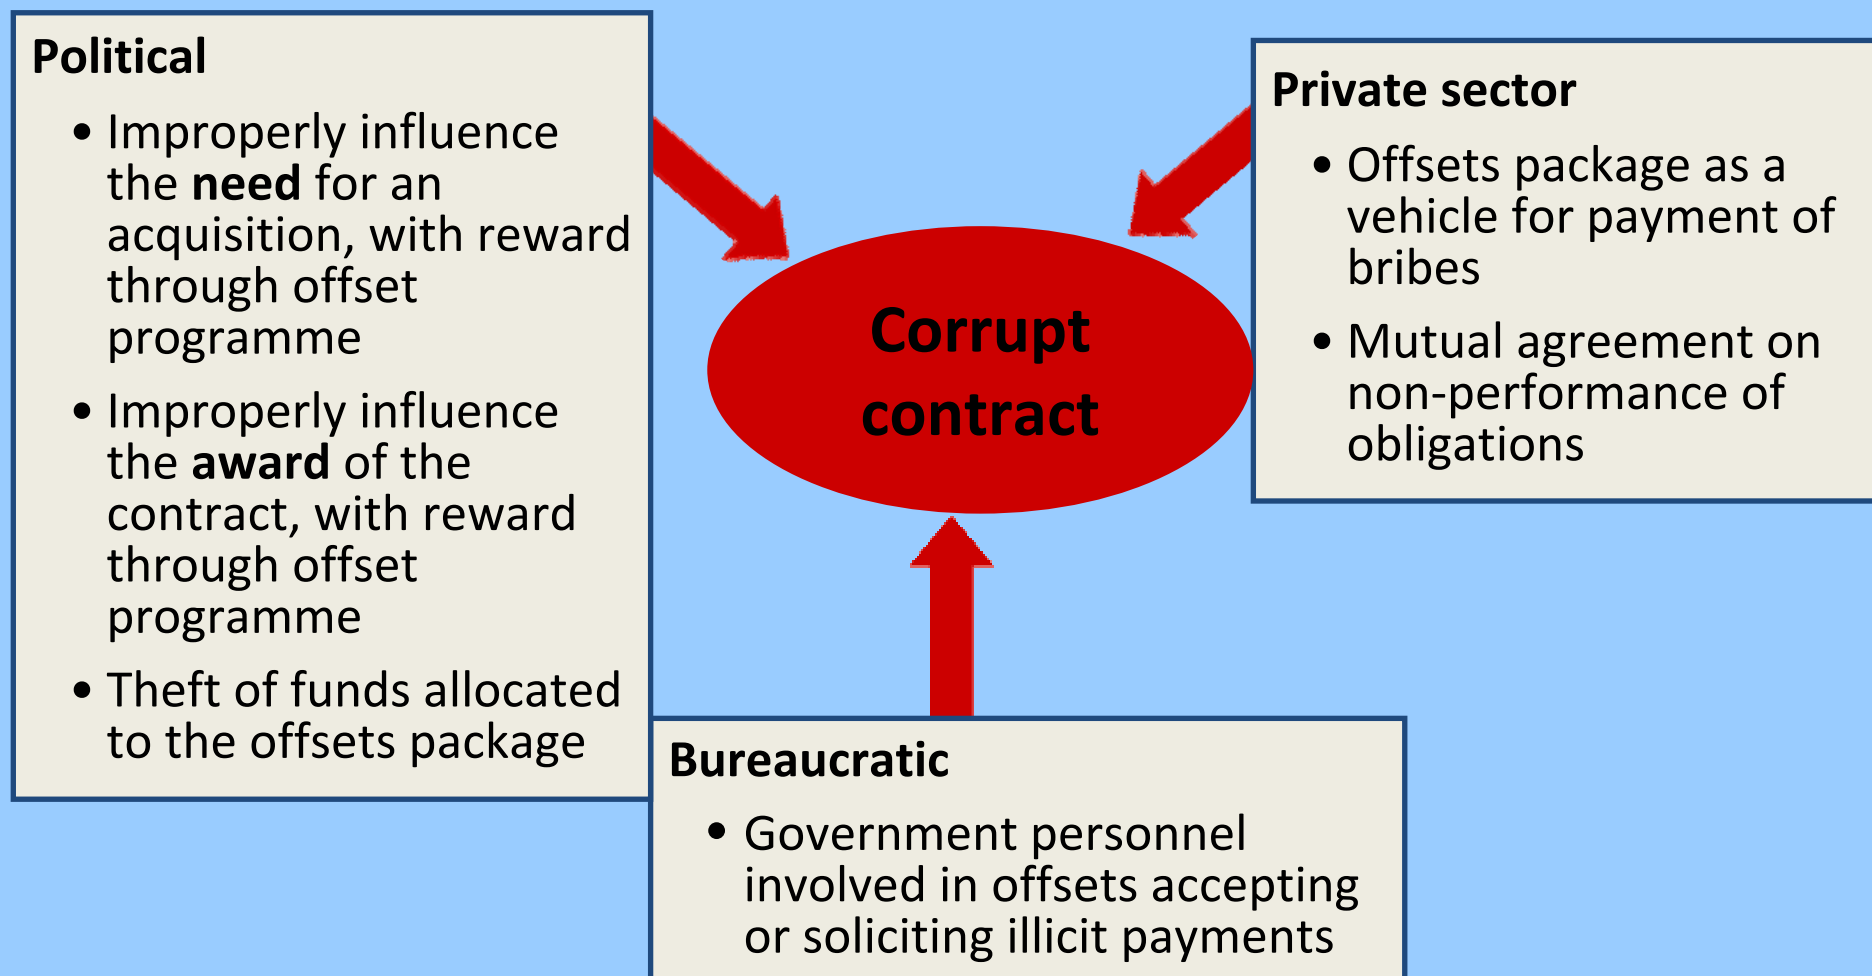 Political
• Improperly influence
the need for an
acquisition, with reward
through offset
programme
• Improperly influence
the award of the
contract, with reward
through offset
programme
• Theft of funds allocated
to the offsets package
Corrupt
contract
Private sector
• Offsets package as a
vehicle for payment of
bribes
• Mutual agreement on
non-performance of
obligations
Bureaucratic
• Government personnel
involved in offsets accepting
or soliciting illicit payments